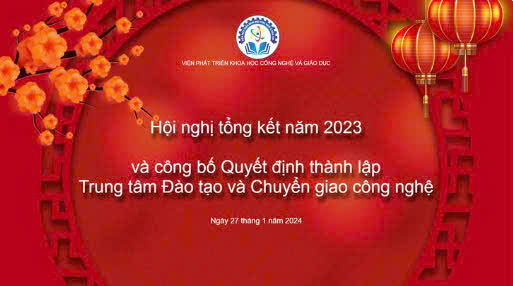 VIỆN PHÁT TRIỂN KHOA HỌC CÔNG NGHỆ VÀ GIÁO DỤC
Hội nghị tổng kết năm 2023
và công bố Quyết định thành lập
Trung tâm Đào tạo và Chuyển giao công nghệ
Ngày 27 tháng 1 năm 2024